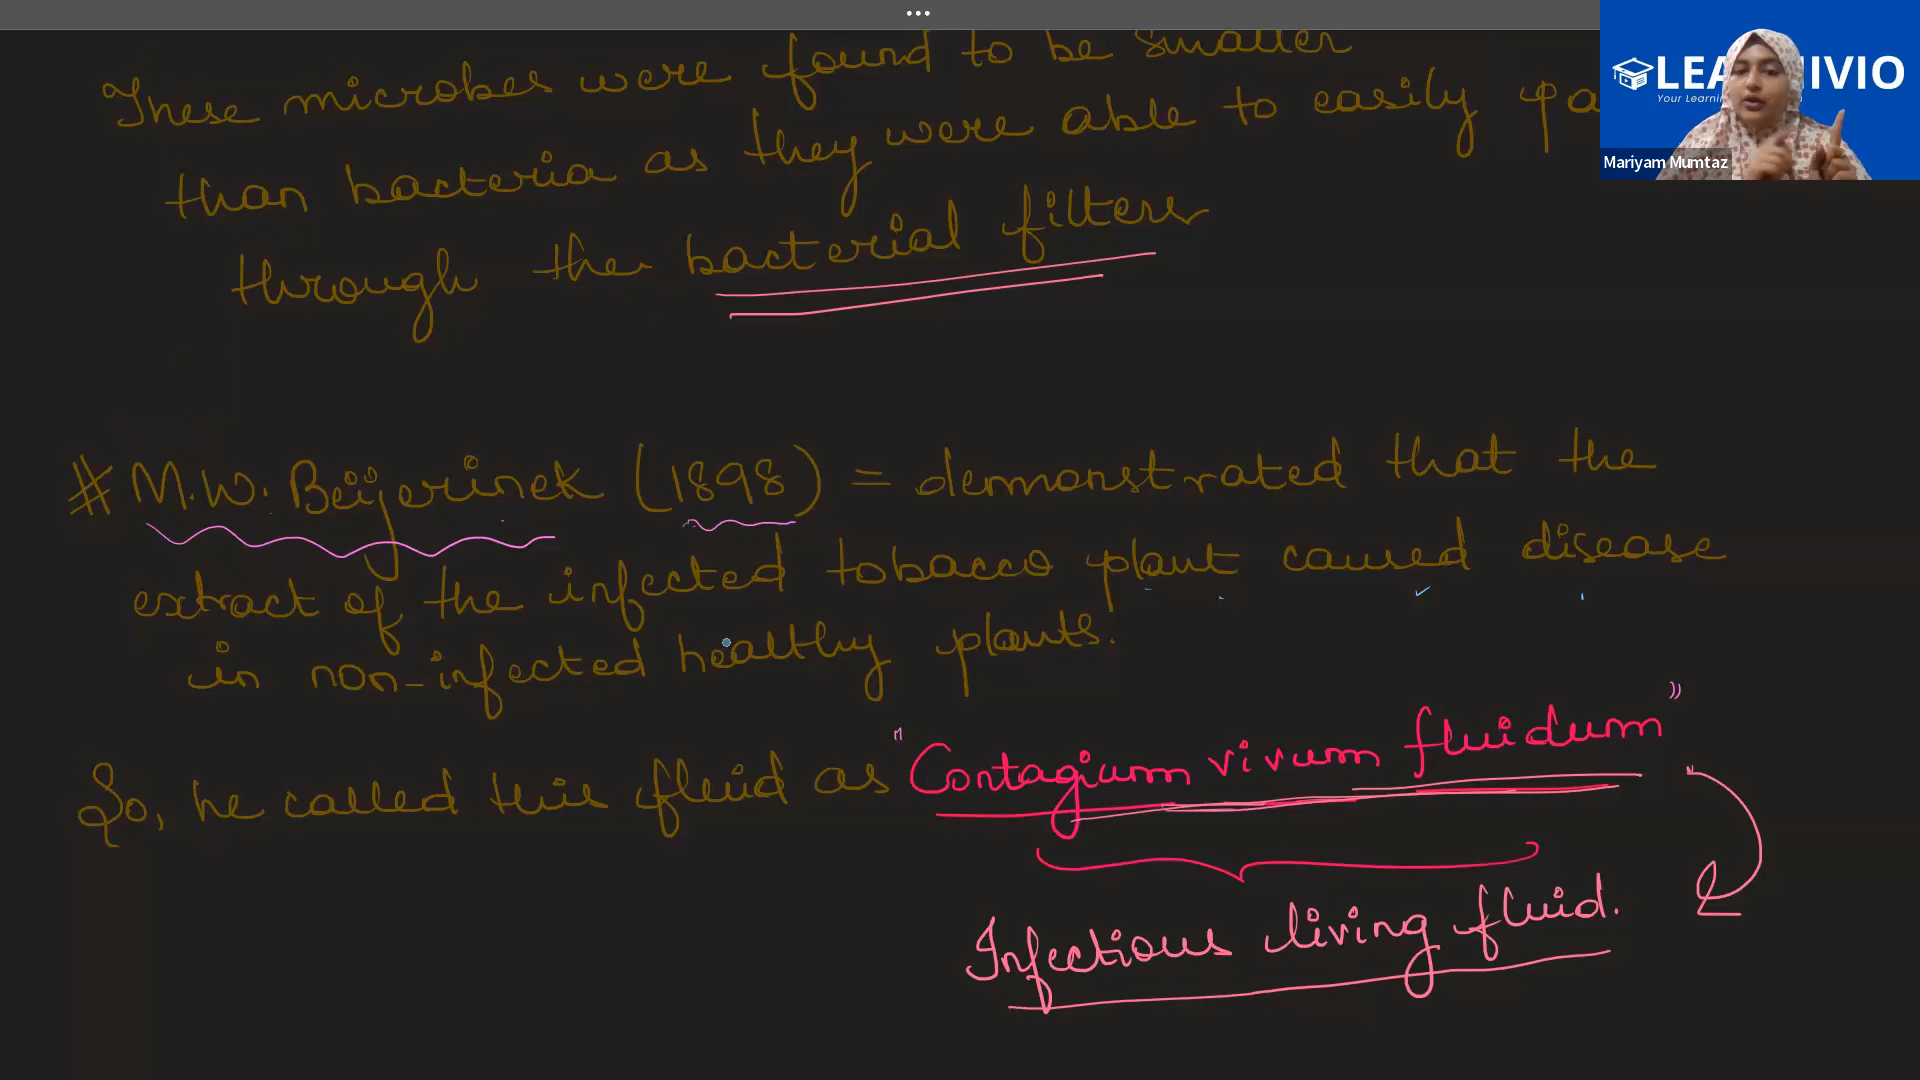 These microbes were found to be smaller
than bacteria as they were able to easily pa
through the bacterial filters
# M.W. Beijerinek (1898) = demonstrated that the
extract of the infected tobacco plant caused disease
in non-infected healthy plants.
So, he called this fluid as "Contagium vivum fluidum"
Infectious living fluid.
LEA IVIO
Your Learnin
Mariyam Mumtaz